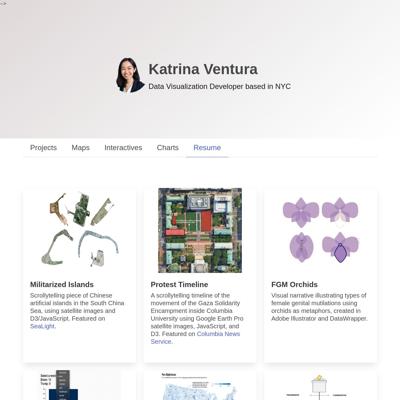 -->
Katrina Ventura
Data Visualization Developer based in NYC
Projects Maps Interactives Charts Resume
Militarized Islands
Scrollytelling piece of Chinese
artificial islands in the South China
Sea, using satellite images and
D3/JavaScript. Featured on
SeaLight.
Protest Timeline
A scrollytelling timeline of the
movement of the Gaza Solidarity
Encampment inside Columbia
University using Google Earth Pro
satellite images, JavaScript, and
D3. Featured on Columbia News
Service.
FGM Orchids
Visual narrative illustrating types of
female genital mutilations using
orchids as metaphors, created in
Adobe Illustrator and DataWrapper.